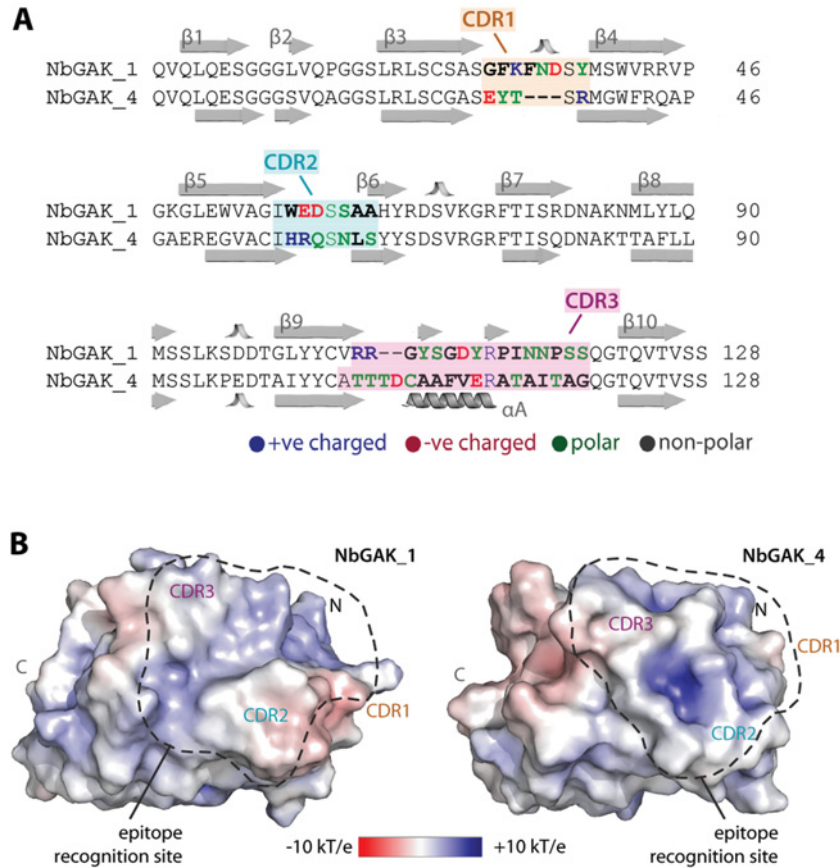 A
CDR1
β1 β2 β3 β4
NbGAK_1 QVQLQESGGGLVQPGGSLRLSCSASGFKFNDSYMSWVRRVP 46
NbGAK_4 QVQLQESGGGSVQAGGSLRLSCGASEYT---SRMGWFRQAP 46
CDR2
β5 β6 β7 β8
NbGAK_1 GKGLEWVAGIWEDSSAAHYRDSVKGRFTISRDNAKNMLYLQ 90
NbGAK_4 GAEREGVACIHRQSNLSYYSDSVRGRFTISQDNAKTTAFLL 90
CDR3
β9 β10
NbGAK_1 MSSLKSDDTGLYYCVRR--GYSGDYRPINNPSSQGTQVTVSS 128
NbGAK_4 MSSLKPEDTAIYYCATTTDCAAFVERATAITAGQGTQVTVSS 128
αA
+ve charged -ve charged polar non-polar
B
NbGAK_1 NbGAK_4
CDR3 N CDR3 N
C CDR2 CDR1 C CDR2 CDR1
epitope recognition site
-10 kT/e +10 kT/e
epitope recognition site